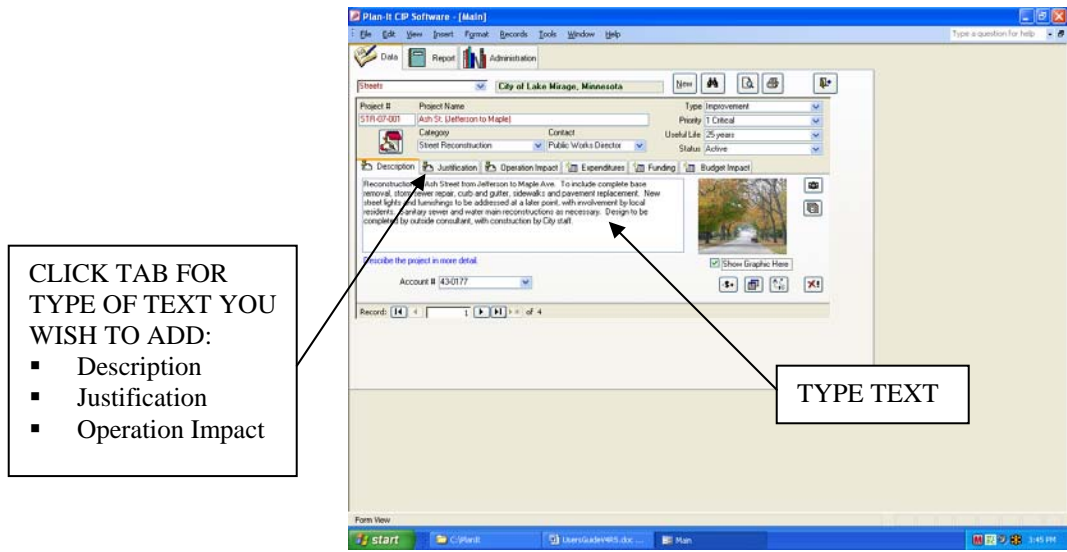 Plan-It CIP Software - [Main]
File Edit View Insert Format Records Tools Window Help
Type a question for help
Data Report Administration
Streets City of Lake Mirage, Minnesota New
Project # Project Name Type Improvement
STR-07-001 Ash St. (Jefferson to Maple) Priority 1 Critical
Category Contact Useful Life 25 years
Street Reconstruction Public Works Director Status Active
Description Justification Operation Impact Expenditures Funding Budget Impact
Reconstruction Ash Street from Jefferson to Maple Ave. To include complete base
removal, storm sewer repair, curb and gutter, sidewalks and pavement replacement. New
street lights and furnishings to be addressed at a later point, with involvement by local
residents. Sanitary sewer and water main reconstructions as necessary. Design to be
completed by outside consultant, with construction by City staff.
Describe the project in more detail.
Show Graphic Here
Account # 43-0177
Record: 1 of 4
CLICK TAB FOR
TYPE OF TEXT YOU
WISH TO ADD:
▪ Description
▪ Justification
▪ Operation Impact
TYPE TEXT
Form View
start C:\PlanIt UsersGuideV4R5.doc ... Main 3:45 PM